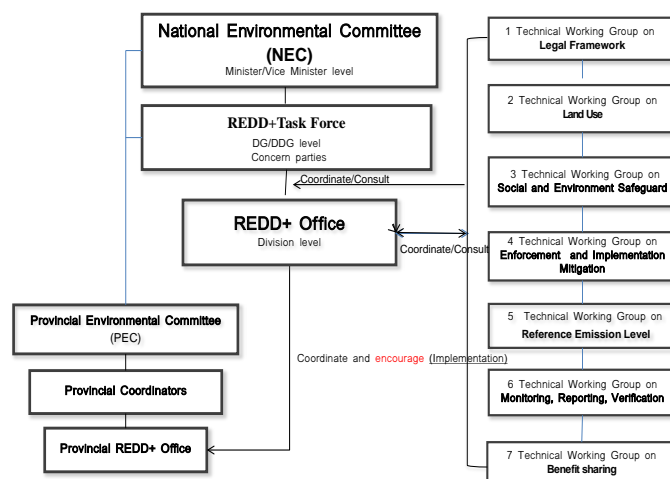 National Environmental Committee
(NEC)
Minister/Vice Minister level
REDD+Task Force
DG/DDG level
Concern parties
Coordinate/Consult
REDD+ Office
Division level
Coordinate/Consult
Provincial Environmental Committee
(PEC)
Coordinate and encourage (Implementation)
Provincial Coordinators
Provincial REDD+ Office
1 Technical Working Group on
Legal Framework
2 Technical Working Group on
Land Use
3 Technical Working Group on
Social and Environment Safeguard
4 Technical Working Group on
Enforcement and Implementation
Mitigation
5 Technical Working Group on
Reference Emission Level
6 Technical Working Group on
Monitoring, Reporting, Verification
7 Technical Working Group on
Benefit sharing